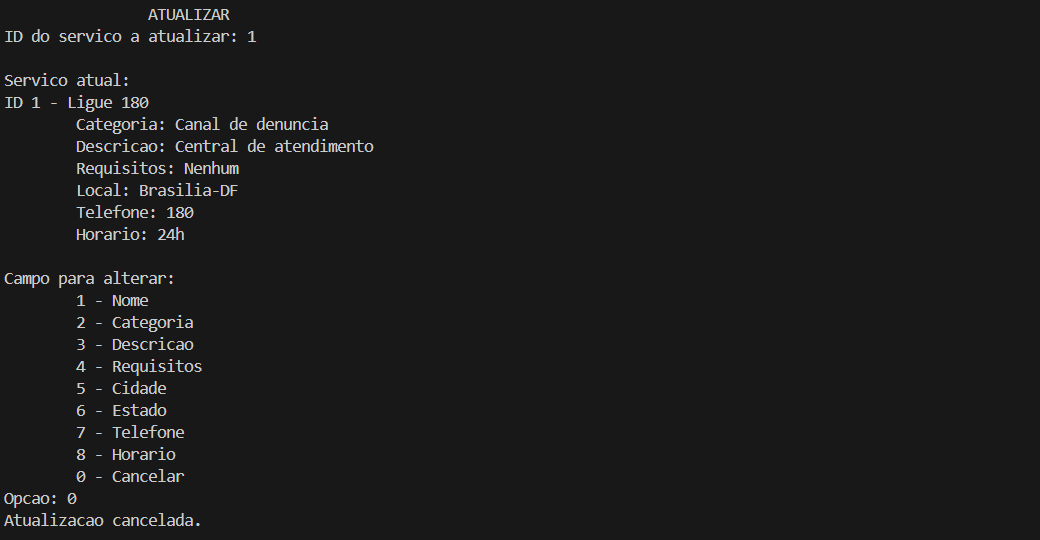 ATUALIZAR
ID do servico a atualizar: 1
Servico atual:
ID 1 - Ligue 180
Categoria: Canal de denuncia
Descricao: Central de atendimento
Requisitos: Nenhum
Local: Brasilia-DF
Telefone: 180
Horario: 24h
Campo para alterar:
1 - Nome
2 - Categoria
3 - Descricao
4 - Requisitos
5 - Cidade
6 - Estado
7 - Telefone
8 - Horario
0 - Cancelar
Opcao: 0
Atualizacao cancelada.